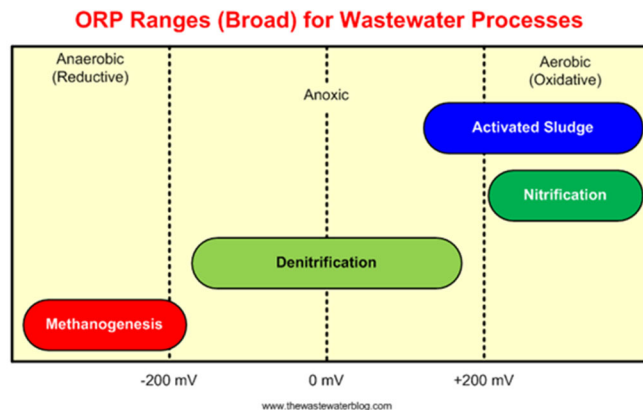 ORP Ranges (Broad) for Wastewater Processes
Anaerobic
(Reductive)
Anoxic
Aerobic
(Oxidative)
Activated Sludge
Nitrification
Denitrification
Methanogenesis
-200 mV
0 mV
+200 mV
www.thewastewaterblog.com